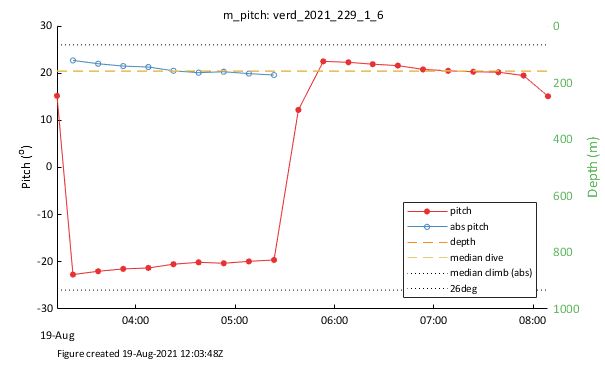 m_pitch: verd_2021_229_1_6
30
20
10
0
-10
-20
-30
Pitch (°)
0
200
400
600
800
1000
Depth (m)
pitch
abs pitch
depth
median dive
median climb (abs)
26deg
04:00
05:00
06:00
07:00
08:00
19-Aug
Figure created 19-Aug-2021 12:03:48Z